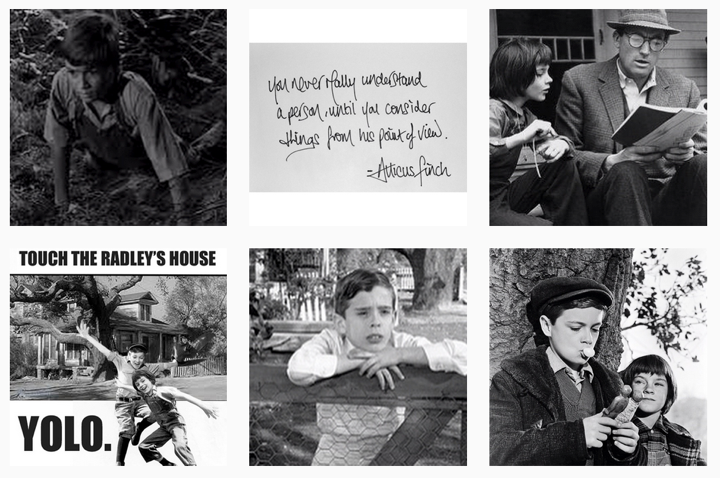 you never really understand
a person until you consider
things from his point of view.
- Atticus Finch
TOUCH THE RADLEY'S HOUSE
YOLO.